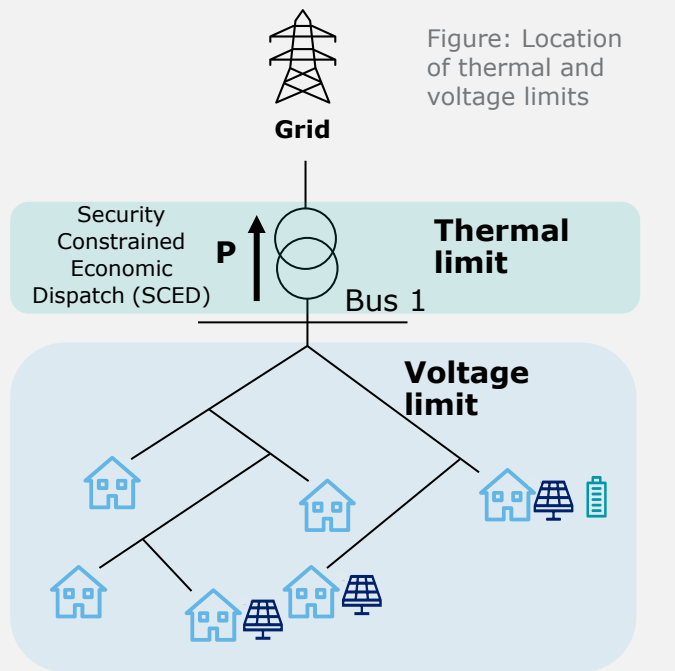 Figure: Location
of thermal and
voltage limits
Grid
Security
Constrained
Economic
Dispatch (SCED)
P
Thermal
limit
Bus 1
Voltage
limit